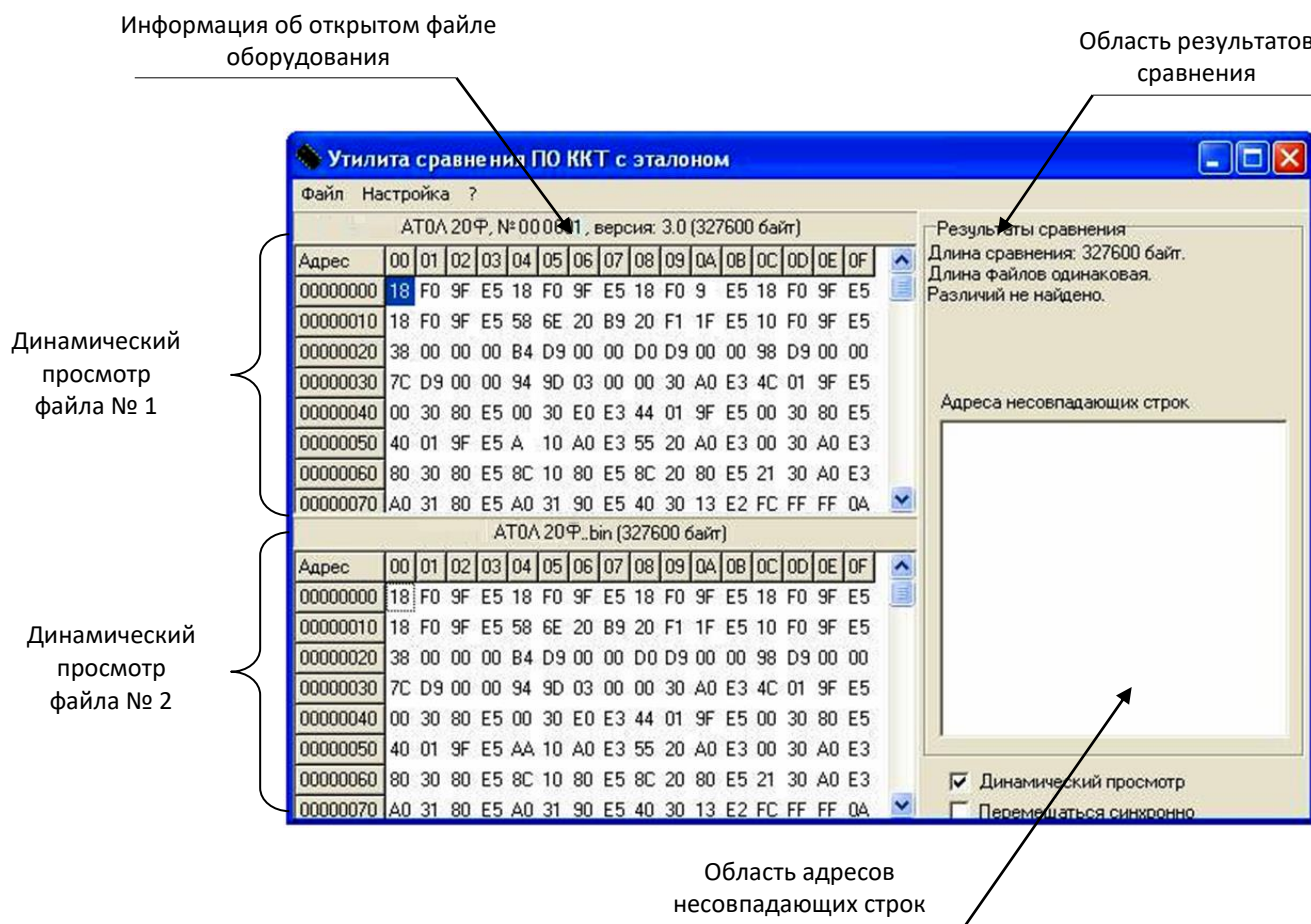 Информация об открытом файле
оборудования
Область результатов
сравнения
Утилита сравнения ПО ККТ с эталоном
Файл Настройка ?
АТОЛ 20Ф, № 000601, версия: 3.0 (327600 байт)
Адрес 00 01 02 03 04 05 06 07 08 09 0A 0B 0C 0D 0E 0F
00000000 18 F0 9F E5 18 F0 9F E5 18 F0 9 E5 18 F0 9F E5
00000010 18 F0 9F E5 58 6E 20 B9 20 F1 1F E5 10 F0 9F E5
00000020 38 00 00 00 B4 D9 00 00 D0 D9 00 00 98 D9 00 00
00000030 7C D9 00 00 94 9D 03 00 00 30 A0 E3 4C 01 9F E5
00000040 00 30 80 E5 00 30 E0 E3 44 01 9F E5 00 30 80 E5
00000050 40 01 9F E5 A 10 A0 E3 55 20 A0 E3 00 30 A0 E3
00000060 80 30 80 E5 8C 10 80 E5 8C 20 80 E5 21 30 A0 E3
00000070 A0 31 80 E5 A0 31 90 E5 40 30 13 E2 FC FF FF 0A
АТОЛ 20Ф..bin (327600 байт)
Адрес 00 01 02 03 04 05 06 07 08 09 0A 0B 0C 0D 0E 0F
00000000 18 F0 9F E5 18 F0 9F E5 18 F0 9F E5 18 F0 9F E5
00000010 18 F0 9F E5 58 6E 20 B9 20 F1 1F E5 10 F0 9F E5
00000020 38 00 00 00 B4 D9 00 00 D0 D9 00 00 98 D9 00 00
00000030 7C D9 00 00 94 9D 03 00 00 30 A0 E3 4C 01 9F E5
00000040 00 30 80 E5 00 30 E0 E3 44 01 9F E5 00 30 80 E5
00000050 40 01 9F E5 AA 10 A0 E3 55 20 A0 E3 00 30 A0 E3
00000060 80 30 80 E5 8C 10 80 E5 8C 20 80 E5 21 30 A0 E3
00000070 A0 31 80 E5 A0 31 90 E5 40 30 13 E2 FC FF FF 0A
Результаты сравнения
Длина сравнения: 327600 байт.
Длина файлов одинаковая.
Различий не найдено.
Адреса несовпадающих строк
Динамический просмотр
Перемещаться синхронно
Динамический
просмотр
файла № 1
Динамический
просмотр
файла № 2
Область адресов
несовпадающих строк